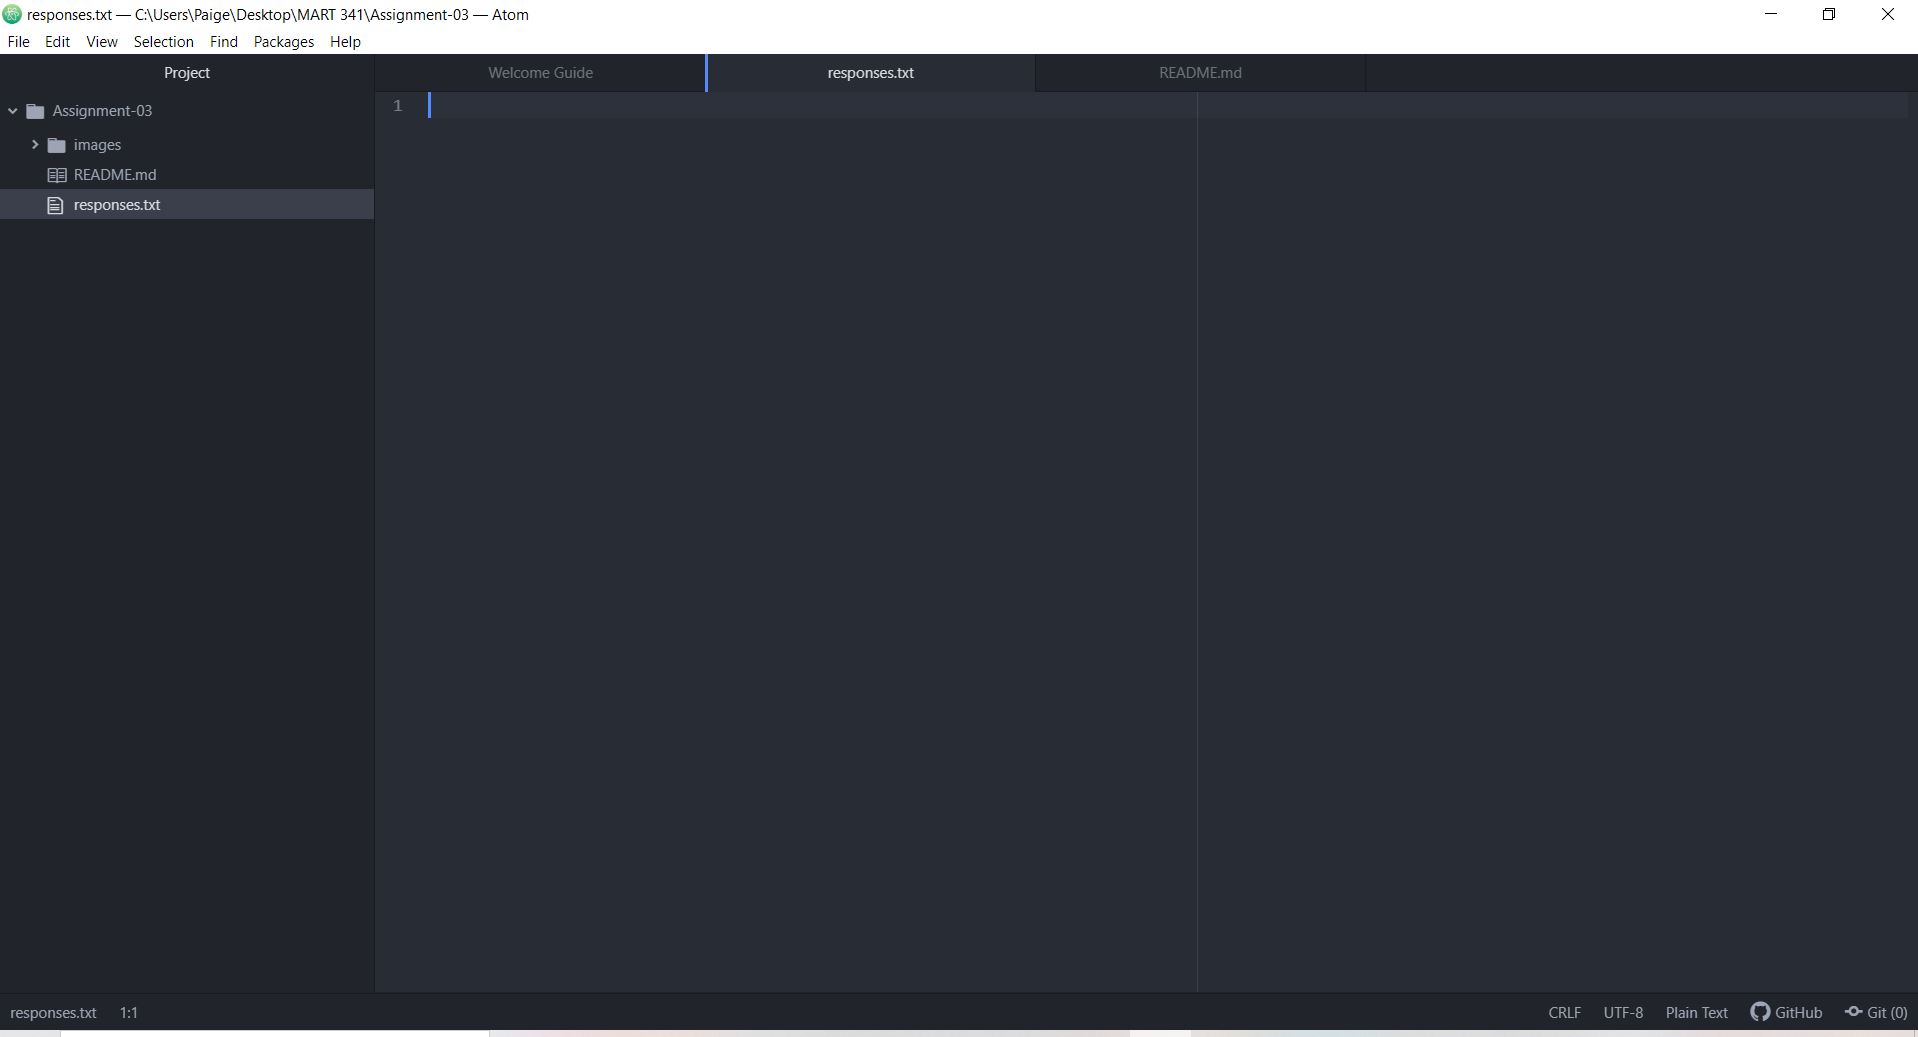 responses.txt — C:\Users\Paige\Desktop\MART 341\Assignment-03 — Atom
File Edit View Selection Find Packages Help
Project
Welcome Guide
responses.txt
README.md
Assignment-03
images
README.md
responses.txt
1
responses.txt 1:1
CRLF UTF-8 Plain Text GitHub Git (0)